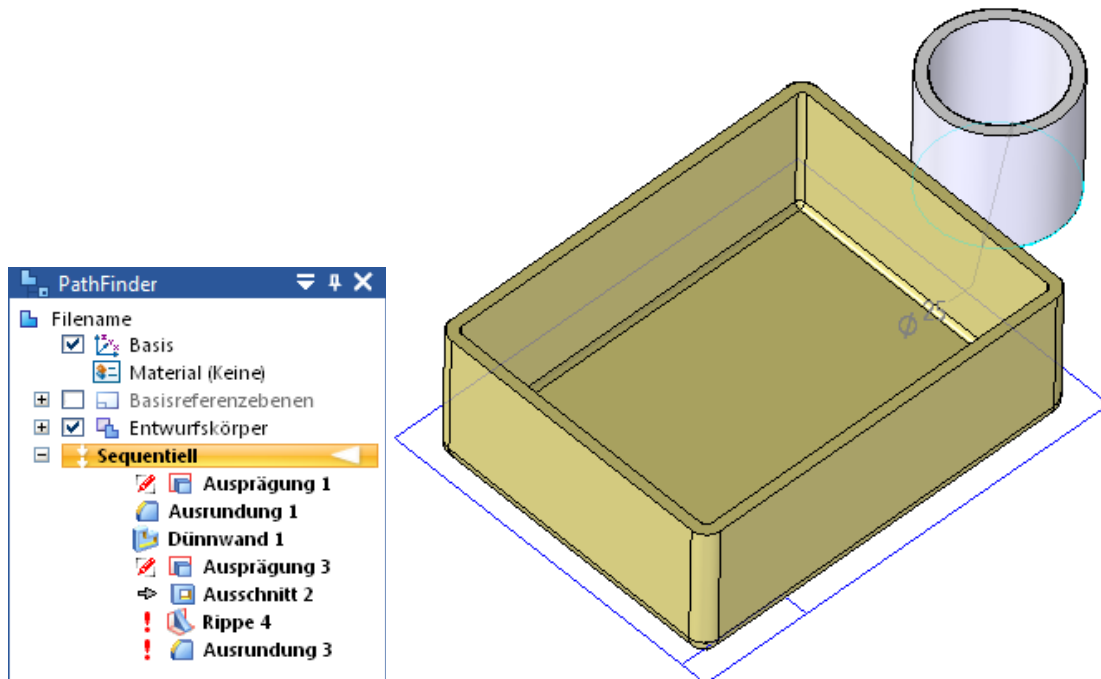 PathFinder
Filename
Basis
Material (Keine)
Basisreferenzebenen
Entwurfskörper
Sequentiell
Ausprägung 1
Ausrundung 1
Dünnwand 1
Ausprägung 3
Ausschnitt 2
Rippe 4
Ausrundung 3
Ø 25